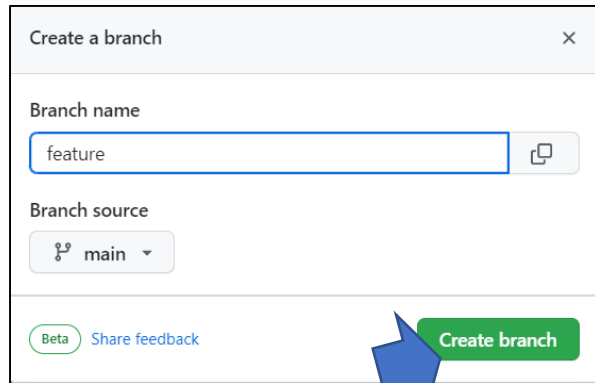 Create a branch
Branch name
feature
Branch source
main
Beta Share feedback
Create branch